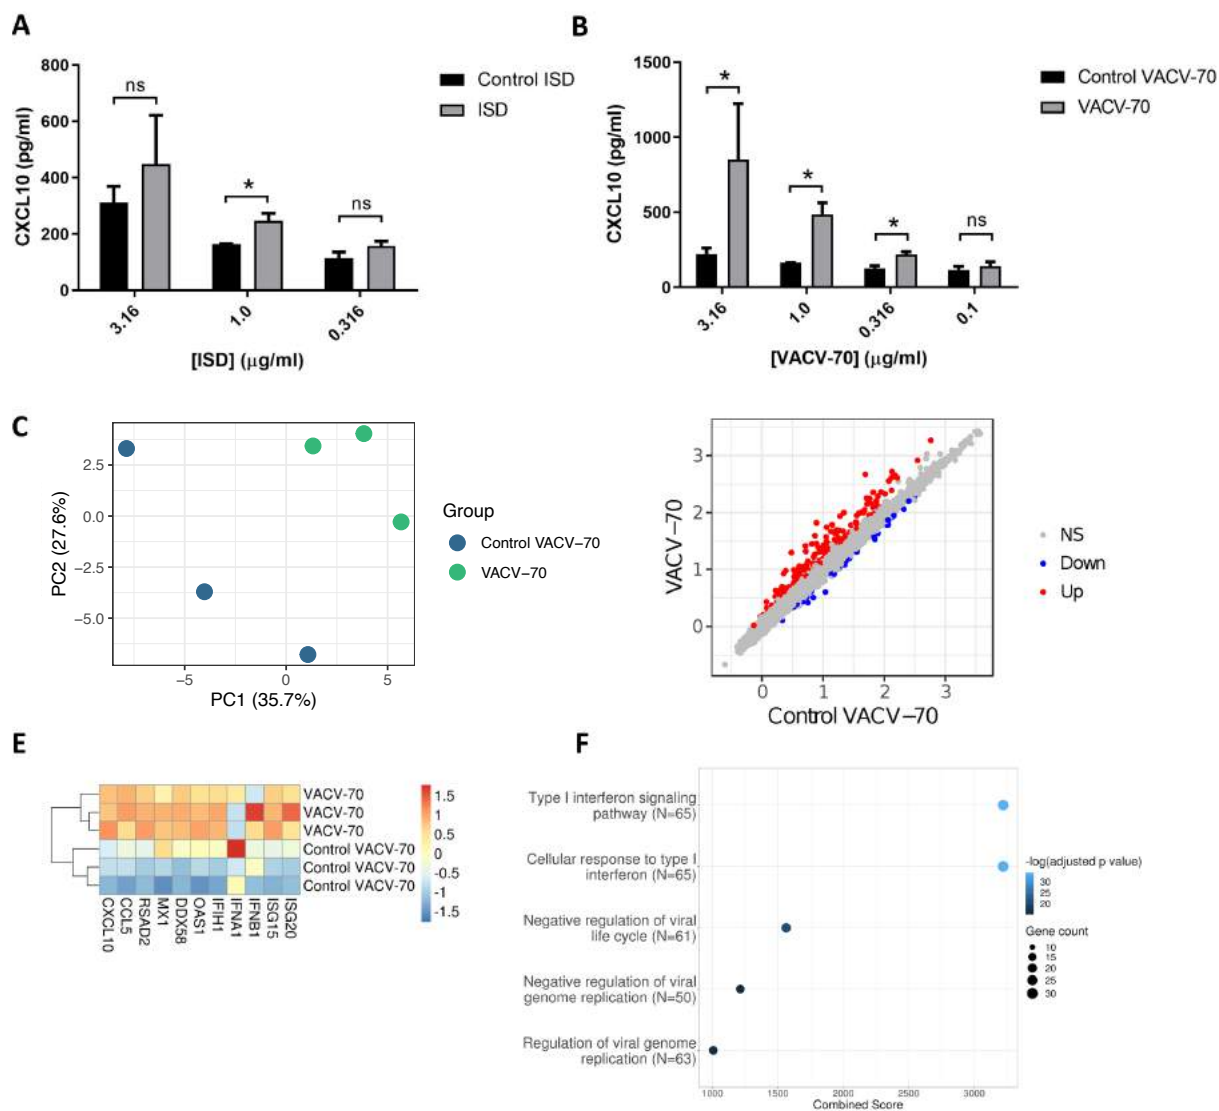 A
800
600
400
200
0
CXCL10 (pg/ml)
ns
*
ns
3.16
1.0
0.316
[ISD] (μg/ml)
Control ISD
ISD
B
1500
1000
500
0
CXCL10 (pg/ml)
*
*
*
ns
3.16
1.0
0.316
0.1
[VACV-70] (μg/ml)
Control VACV-70
VACV-70
C
2.5
0.0
−2.5
−5.0
PC2 (27.6%)
−5
0
5
PC1 (35.7%)
Group
Control VACV−70
VACV−70
3
2
1
0
VACV−70
0
1
2
3
Control VACV−70
NS
Down
Up
E
VACV-70
VACV-70
VACV-70
Control VACV-70
Control VACV-70
Control VACV-70
CXCL10
CCL5
RSAD2
MX1
DDX58
OAS1
IFIH1
IFNA1
IFNB1
ISG15
ISG20
1.5
1
0.5
0
-0.5
-1
-1.5
F
Type I interferon signaling
pathway (N=65)
Cellular response to type I
interferon (N=65)
Negative regulation of viral
life cycle (N=61)
Negative regulation of viral
genome replication (N=50)
Regulation of viral genome
replication (N=63)
1000
1500
2000
2500
3000
Combined Score
-log(adjusted p value)
30
25
20
Gene count
10
15
20
25
30